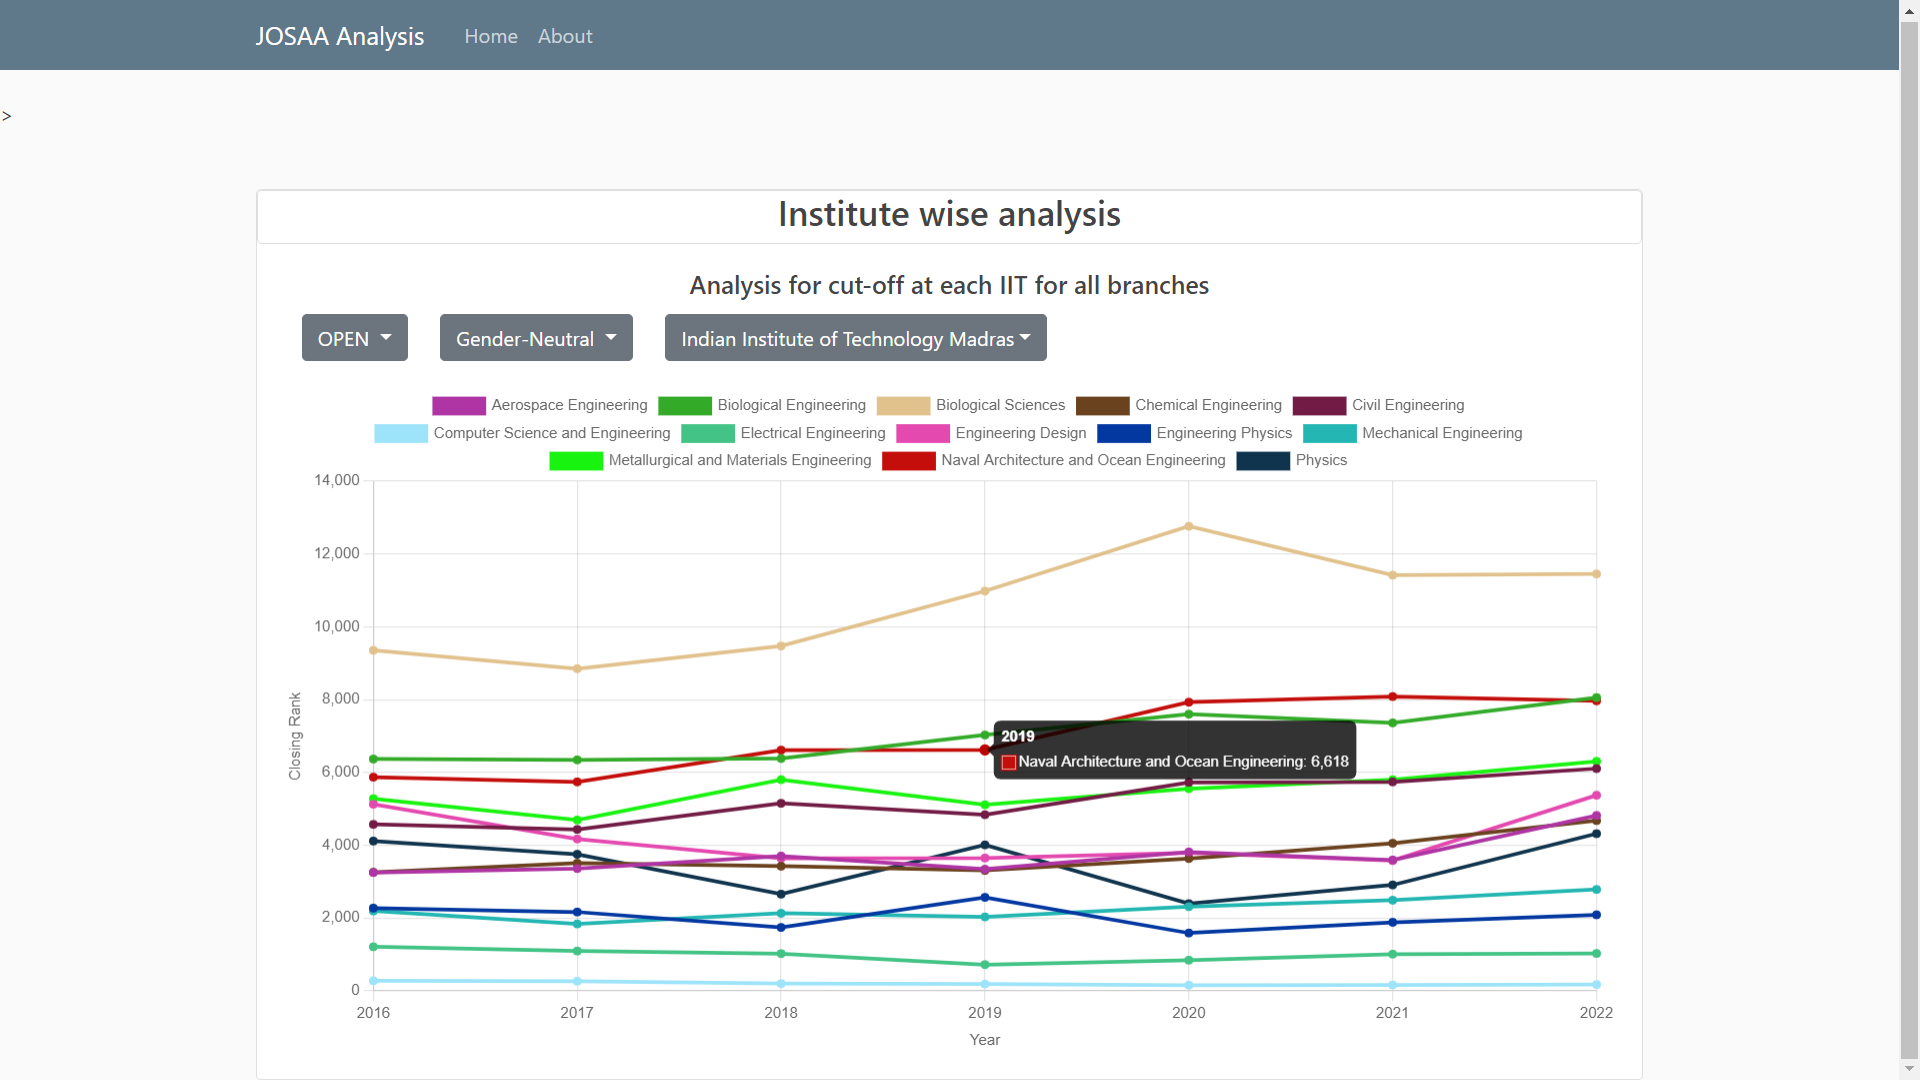 JOSAA Analysis Home About
>
Institute wise analysis
Analysis for cut-off at each IIT for all branches
OPEN Gender-Neutral Indian Institute of Technology Madras
Aerospace Engineering Biological Engineering Biological Sciences Chemical Engineering Civil Engineering
Computer Science and Engineering Electrical Engineering Engineering Design Engineering Physics Mechanical Engineering
Metallurgical and Materials Engineering Naval Architecture and Ocean Engineering Physics
14,000
12,000
10,000
8,000
Closing Rank
2019
Naval Architecture and Ocean Engineering: 6,618
6,000
4,000
2,000
0
2016 2017 2018 2019 2020 2021 2022
Year